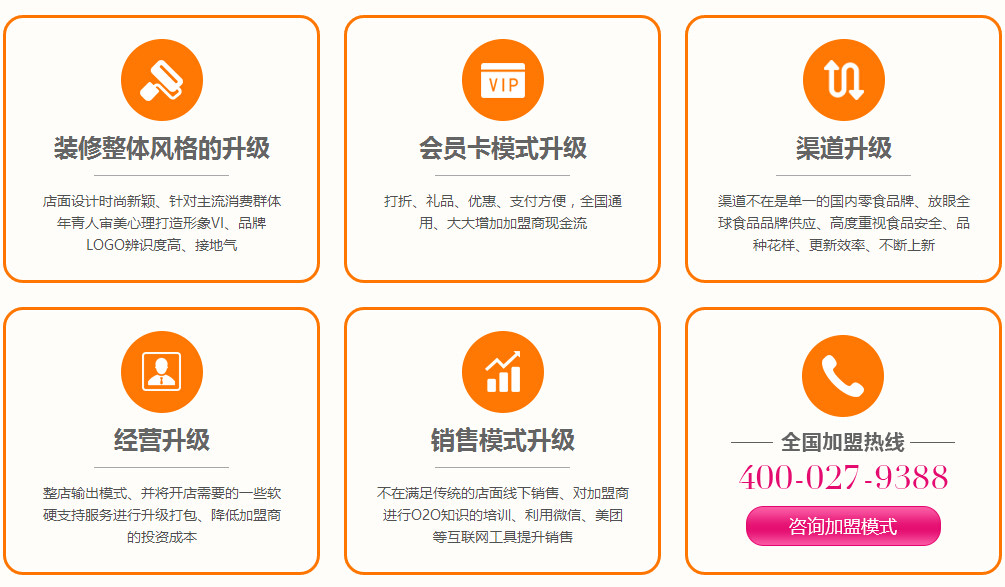 装修整体风格的升级
店面设计时尚新颖、针对主流消费群体
年青人审美心理打造形象VI、品牌
LOGO辨识度高、接地气
VIP
会员卡模式升级
打折、礼品、优惠、支付方便，全国通
用、大大增加加盟商现金流
渠道升级
渠道不在是单一的国内零食品牌、放眼全
球食品品牌供应、高度重视食品安全、品
种花样、更新效率、不断上新
经营升级
整店输出模式、并将开店需要的一些软
硬支持服务进行升级打包、降低加盟商
的投资成本
销售模式升级
不在满足传统的店面线下销售、对加盟商
进行O2O知识的培训、利用微信、美团
等互联网工具提升销售
全国加盟热线
400-027-9388
咨询加盟模式